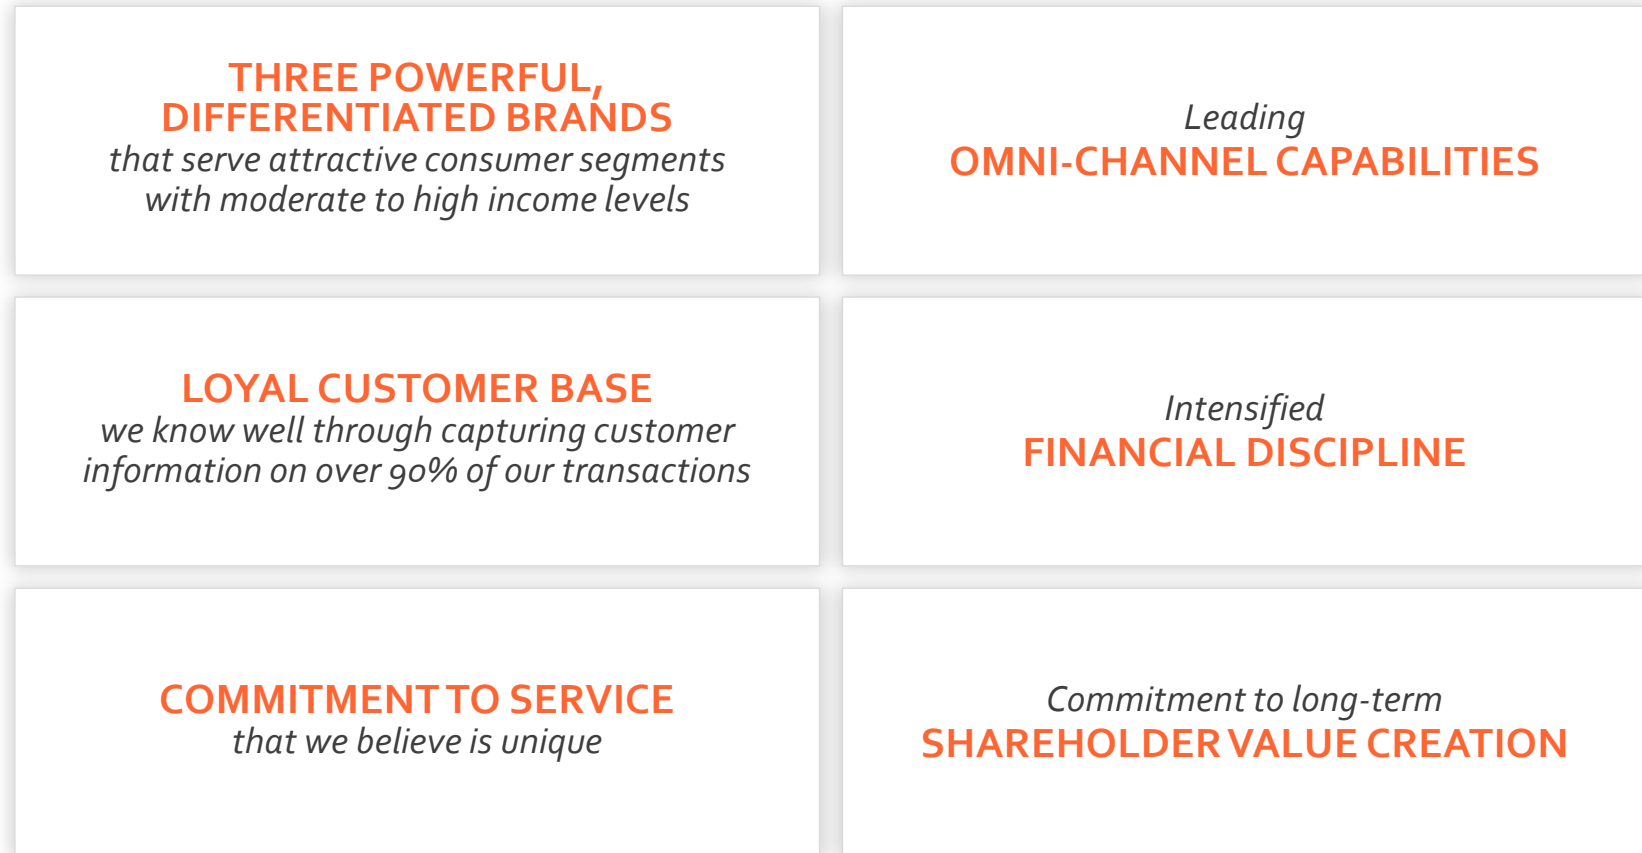 THREE POWERFUL,
DIFFERENTIATED BRANDS
that serve attractive consumer segments
with moderate to high income levels
Leading
OMNI-CHANNEL CAPABILITIES
LOYAL CUSTOMER BASE
we know well through capturing customer
information on over 90% of our transactions
Intensified
FINANCIAL DISCIPLINE
COMMITMENT TO SERVICE
that we believe is unique
Commitment to long-term
SHAREHOLDER VALUE CREATION